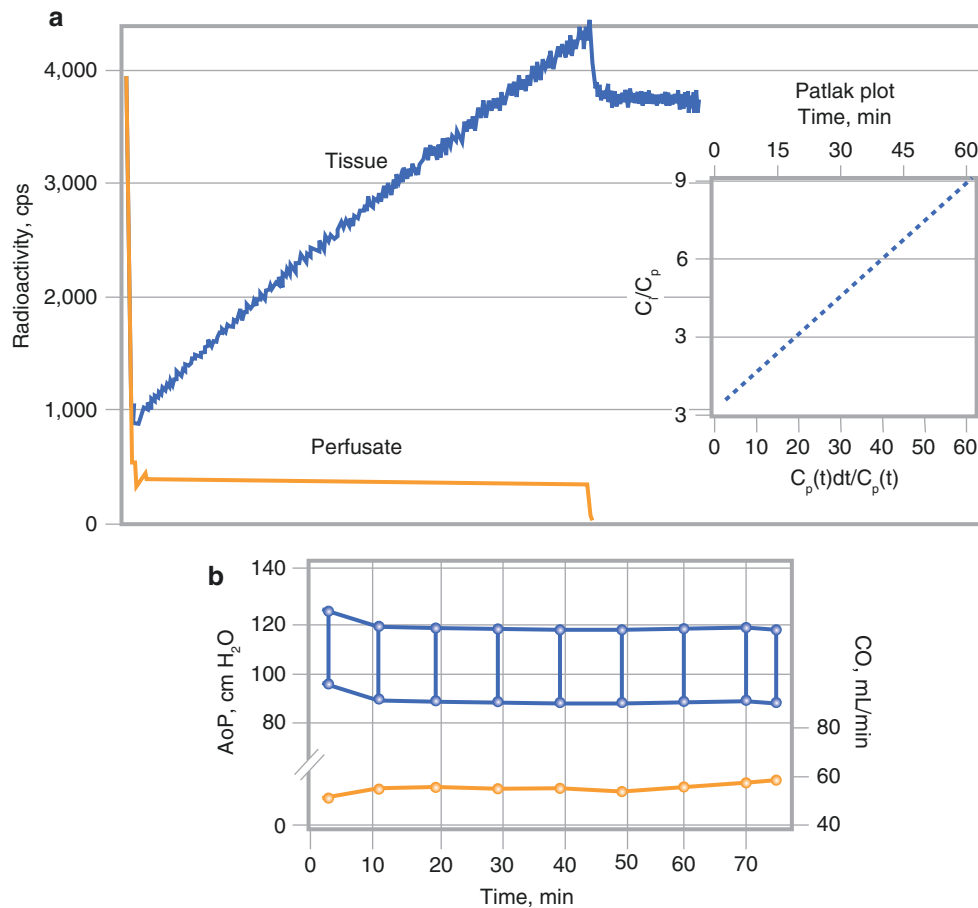 a
4,000
3,000
2,000
1,000
0
Radioactivity, cps
Tissue
Perfusate
Patlak plot
Time, min
0 15 30 45 60
9
6
3
3
C_i/C_p
0 10 20 30 40 50 60
C_p(t)dt/C_p(t)
b
140
120
100
80
0
AoP, cm H₂O
80
60
40
CO, mL/min
0 10 20 30 40 50 60 70
Time, min